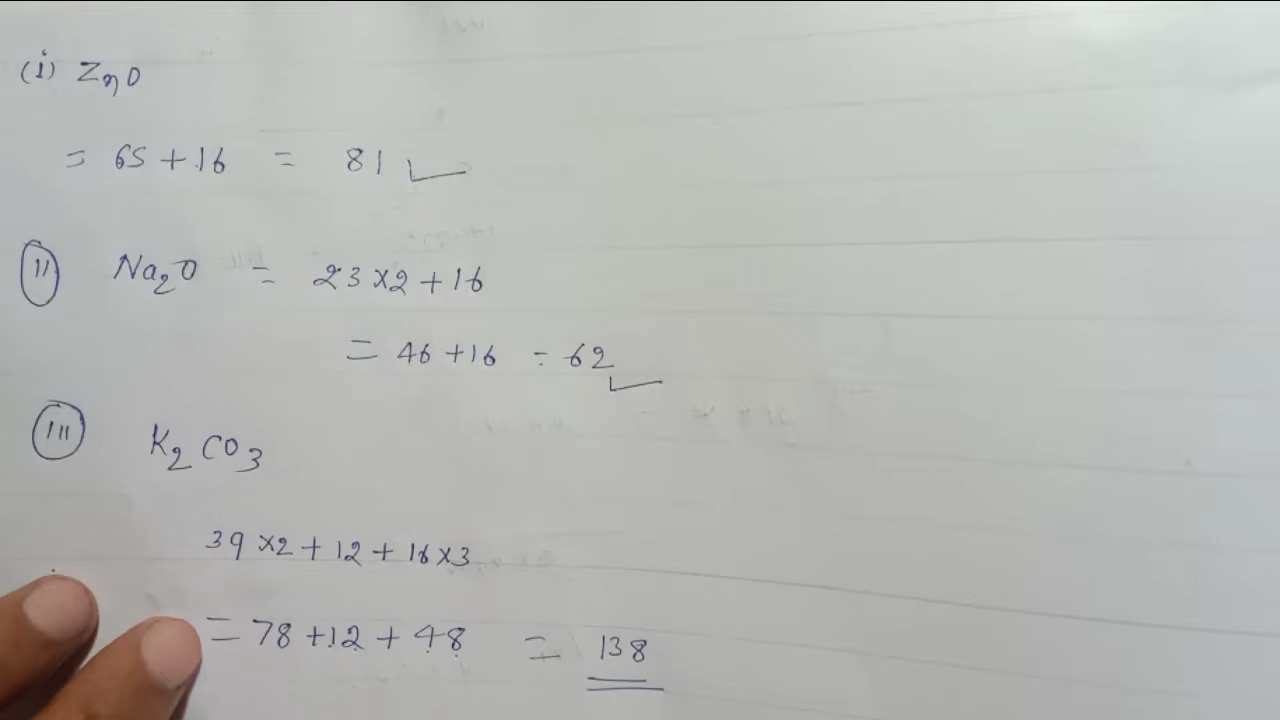 (i) ZnO
= 65 + 16 = 81
(ii) Na2O = 23 × 2 + 16
= 46 + 16 = 62
(iii) K2CO3
39 × 2 + 12 + 16 × 3
= 78 + 12 + 48 = 138